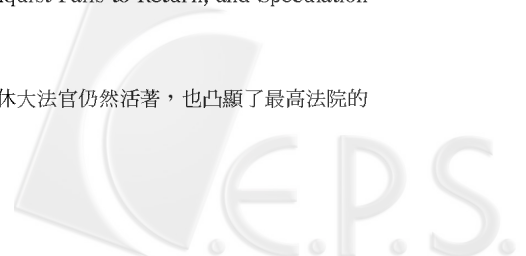 nquist Fails to Return, and Speculation
休大法官仍然活著，也凸顯了最高法院的
C.E.P.S.